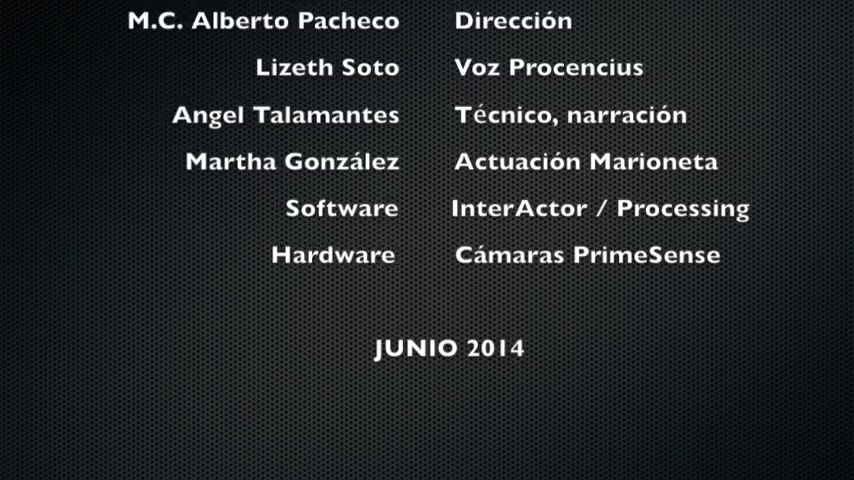 M.C. Alberto Pacheco Dirección
Lizeth Soto Voz Procencius
Angel Talamantes Técnico, narración
Martha González Actuación Marioneta
Software InterActor / Processing
Hardware Cámaras PrimeSense
JUNIO 2014